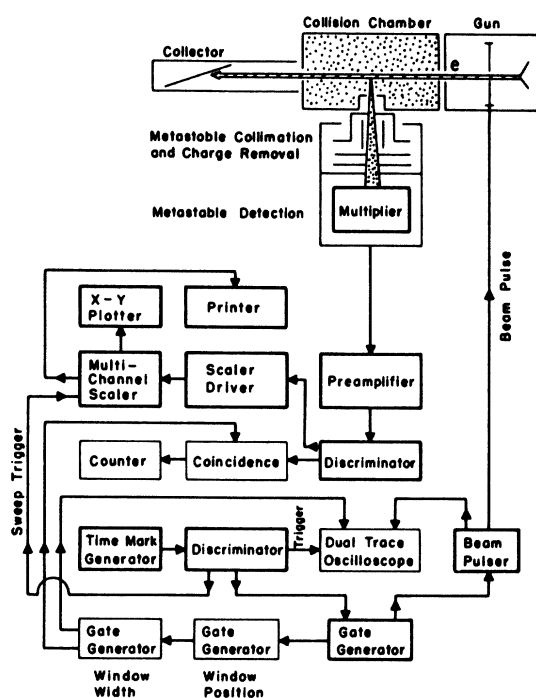 Collision Chamber
Gun
Collector
e
Metastable Collimation
and Charge Removal
Metastable Detection
Multiplier
Beam Pulse
X-Y
Plotter
Printer
Multi-
Channel
Scaler
Scaler
Driver
Preamplifier
Sweep Trigger
Counter
Coincidence
Discriminator
Time Mark
Generator
Discriminator
Trigger
Dual Trace
Oscilloscope
Beam
Pulser
Gate
Generator
Gate
Generator
Gate
Generator
Window
Width
Window
Position